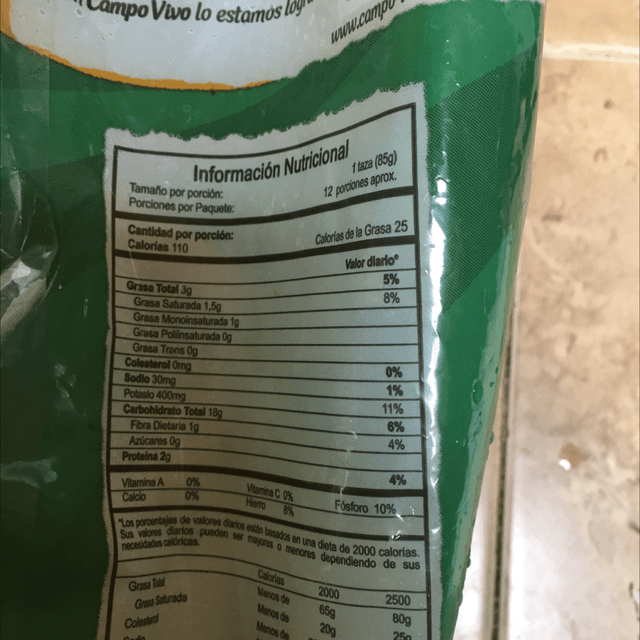 CampoVivo lo estamos
www.campo
Información Nutricional
Tamaño por porción: 1 taza (85g)
Porciones por Paquete: 12 porciones aprox.
Cantidad por porción:
Calorías 110 Calorías de la Grasa 25
Valor diario*
Grasa Total 3g 5%
Grasa Saturada 1,5g 8%
Grasa Monoinsaturada 1g
Grasa Poliinsaturada 0g
Grasa Trans 0g
Colesterol 0mg 0%
Sodio 30mg 1%
Potasio 400mg 11%
Carbohidrato Total 18g 6%
Fibra Dietaria 1g 4%
Azúcares 0g
Proteína 2g 4%
Vitamina A 0% Vitamina C 0%
Calcio 0% Hierro 8% Fósforo 10%
*Los porcentajes de valores diarios están basados en una dieta de 2000 calorías.
Sus valores diarios pueden ser mayores o menores dependiendo de sus
necesidades calóricas.
Calorías 2000 2500
Grasa Total Menos de 65g 80g
Grasa Saturada Menos de 20g 25g
Colesterol Menos de